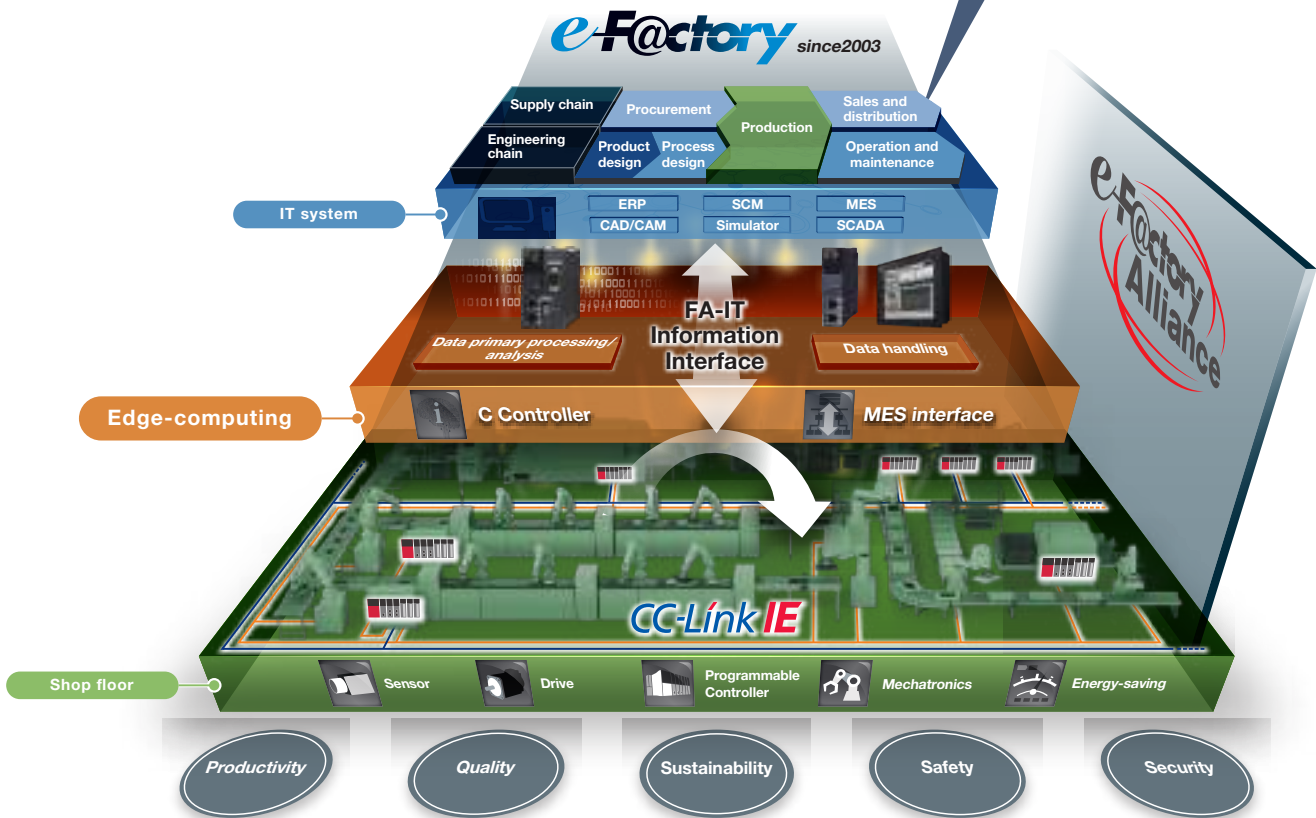 e-F@ctory since2003
Supply chain
Procurement
Production
Sales and
distribution
Engineering
chain
Product
design
Process
design
Operation and
maintenance
IT system
ERP
SCM
MES
CAD/CAM
Simulator
SCADA
e-F@ctory
Alliance
FA-IT
Information
Interface
Data primary processing/
analysis
Data handling
Edge-computing
C Controller
MES interface
CC-Link IE
Shop floor
Sensor
Drive
Programmable
Controller
Mechatronics
Energy-saving
Productivity
Quality
Sustainability
Safety
Security